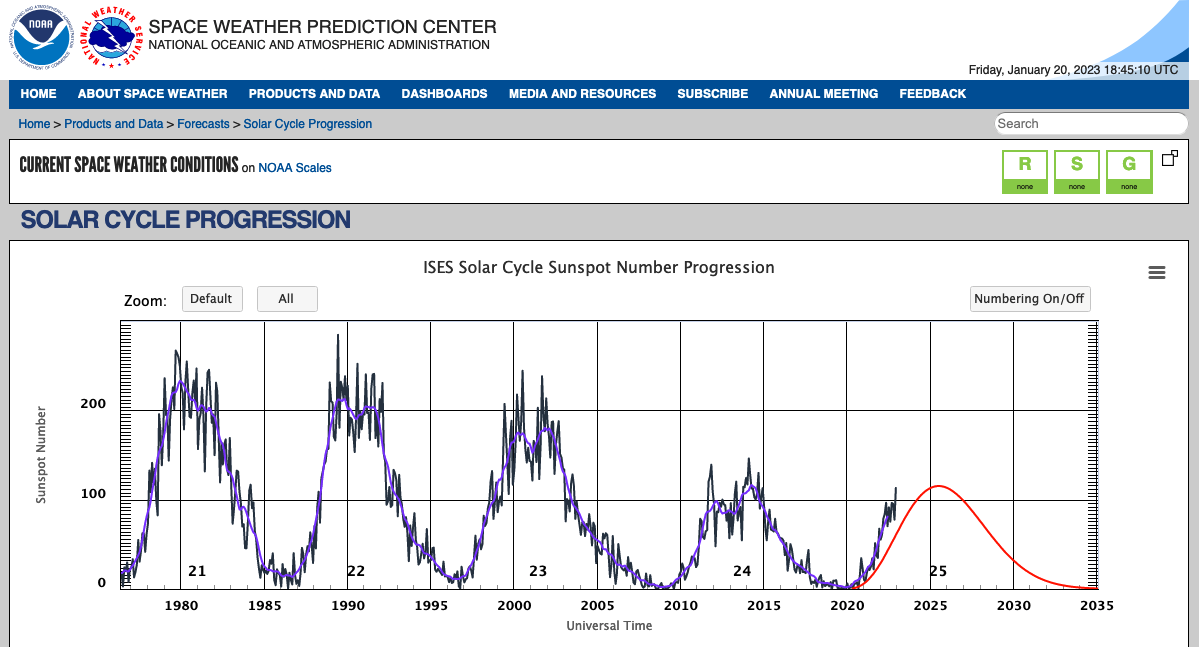 NOAA
NATIONAL WEATHER SERVICE
SPACE WEATHER PREDICTION CENTER
NATIONAL OCEANIC AND ATMOSPHERIC ADMINISTRATION
Friday, January 20, 2023 18:45:10 UTC
HOME ABOUT SPACE WEATHER PRODUCTS AND DATA DASHBOARDS MEDIA AND RESOURCES SUBSCRIBE ANNUAL MEETING FEEDBACK
Home > Products and Data > Forecasts > Solar Cycle Progression
Search
CURRENT SPACE WEATHER CONDITIONS on NOAA Scales
R S G
none none none
SOLAR CYCLE PROGRESSION
ISES Solar Cycle Sunspot Number Progression
Zoom: Default All Numbering On/Off
Sunspot Number
200
100
0
21 22 23 24 25
1980 1985 1990 1995 2000 2005 2010 2015 2020 2025 2030 2035
Universal Time